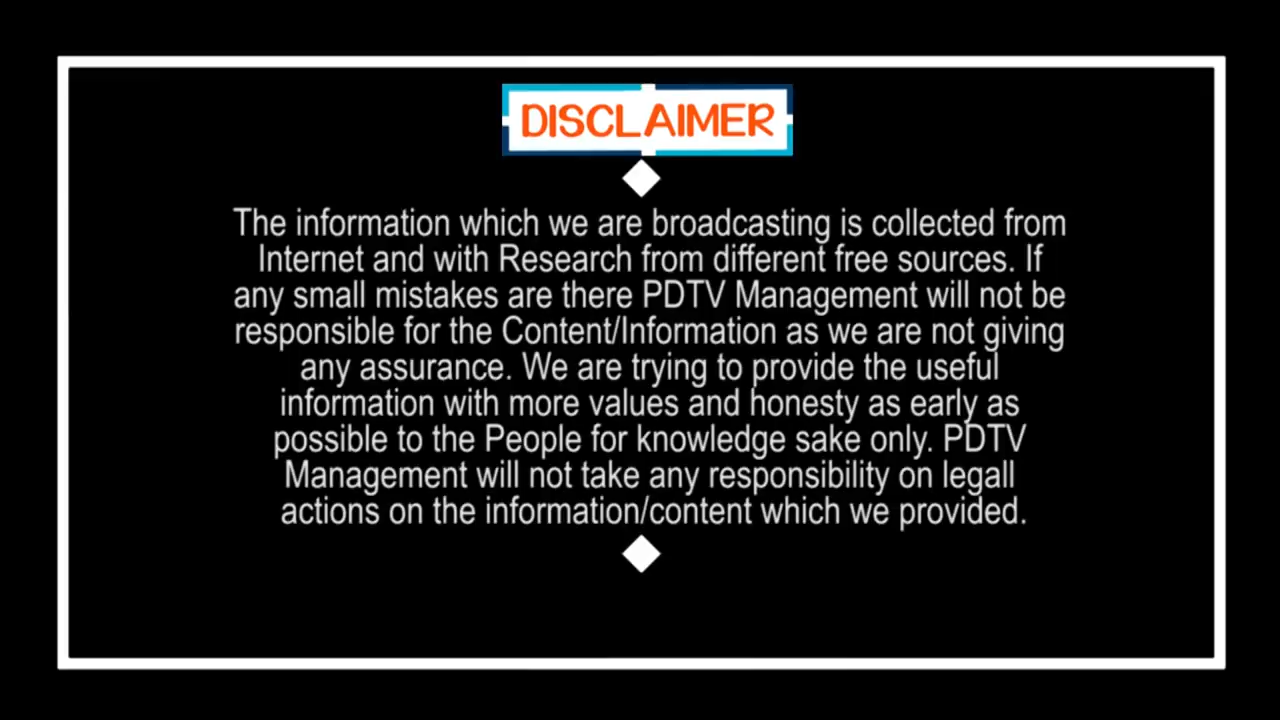 DISCLAIMER
The information which we are broadcasting is collected from
Internet and with Research from different free sources. If
any small mistakes are there PDTV Management will not be
responsible for the Content/Information as we are not giving
any assurance. We are trying to provide the useful
information with more values and honesty as early as
possible to the People for knowledge sake only. PDTV
Management will not take any responsibility on legall
actions on the information/content which we provided.